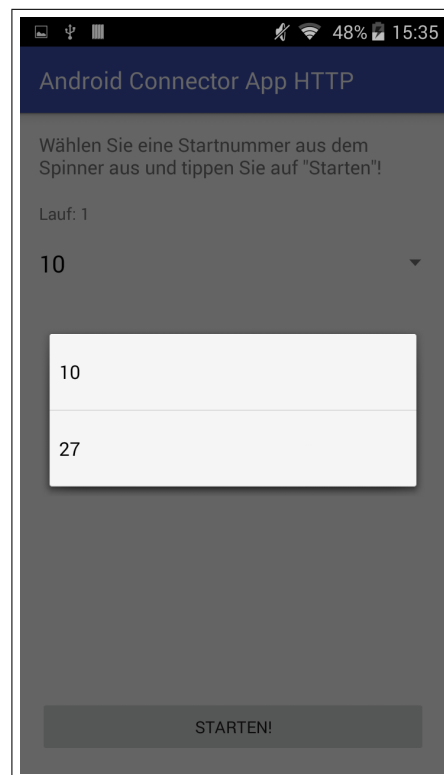 48% 15:35
Android Connector App HTTP
Wählen Sie eine Startnummer aus dem
Spinner aus und tippen Sie auf "Starten"!
Lauf: 1
10
10
27
STARTEN!